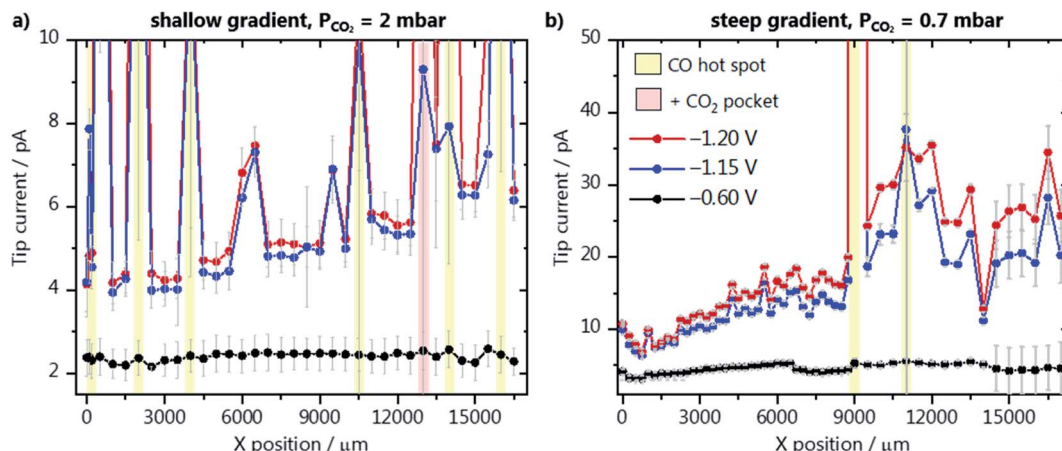 a) shallow gradient, P_CO₂ = 2 mbar
10
8
6
4
2
Tip current / pA
0 3000 6000 9000 12000 15000
X position / μm
b) steep gradient, P_CO₂ = 0.7 mbar
50
40
30
20
10
Tip current / pA
CO hot spot
+ CO₂ pocket
–1.20 V
–1.15 V
–0.60 V
0 3000 6000 9000 12000 15000
X position / μm